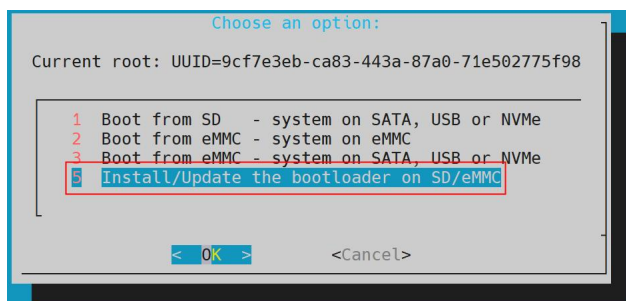 Choose an option:
Current root: UUID=9cf7e3eb-ca83-443a-87a0-71e502775f98
1 Boot from SD - system on SATA, USB or NVMe
2 Boot from eMMC - system on eMMC
3 Boot from eMMC - system on SATA, USB or NVMe
5 Install/Update the bootloader on SD/eMMC
< OK > <Cancel>